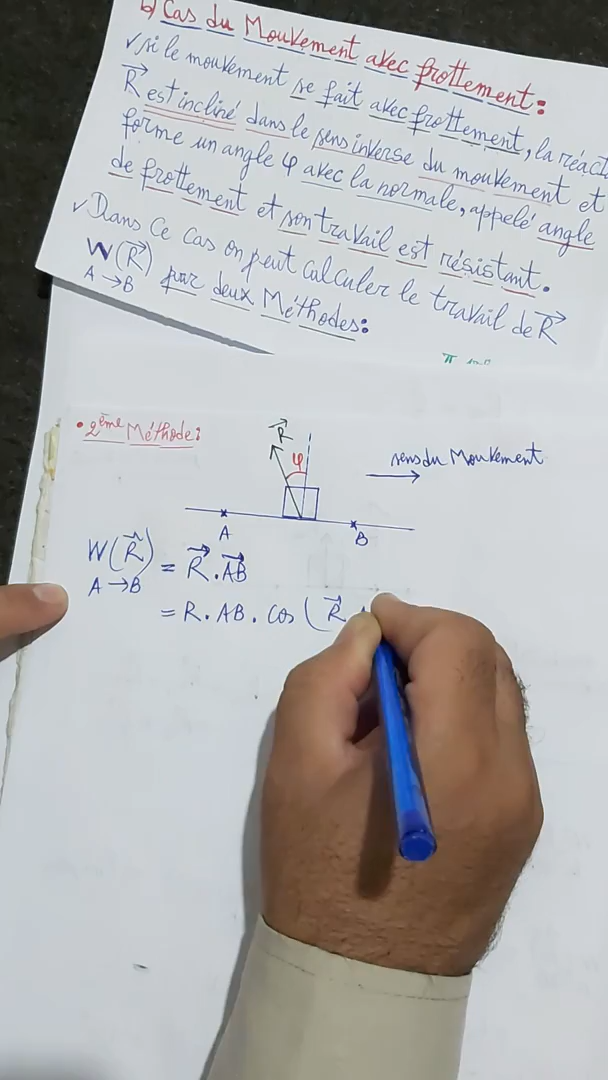 b) Cas du Mouvement avec frottement:
✓ si le mouvement se fait avec frottement, la réact
R⃗ est incliné dans le sens inverse du mouvement et
forme un angle φ avec la normale, appelé angle
de frottement et son travail est résistant.
✓ Dans ce cas on peut calculer le travail de R⃗
W(R⃗) par deux Méthodes:
A → B
• 2ème Méthode:
R⃗
φ
sens du Mouvement
A
B
W(R⃗) = R⃗ . AB⃗
A → B
= R . AB . cos (R⃗